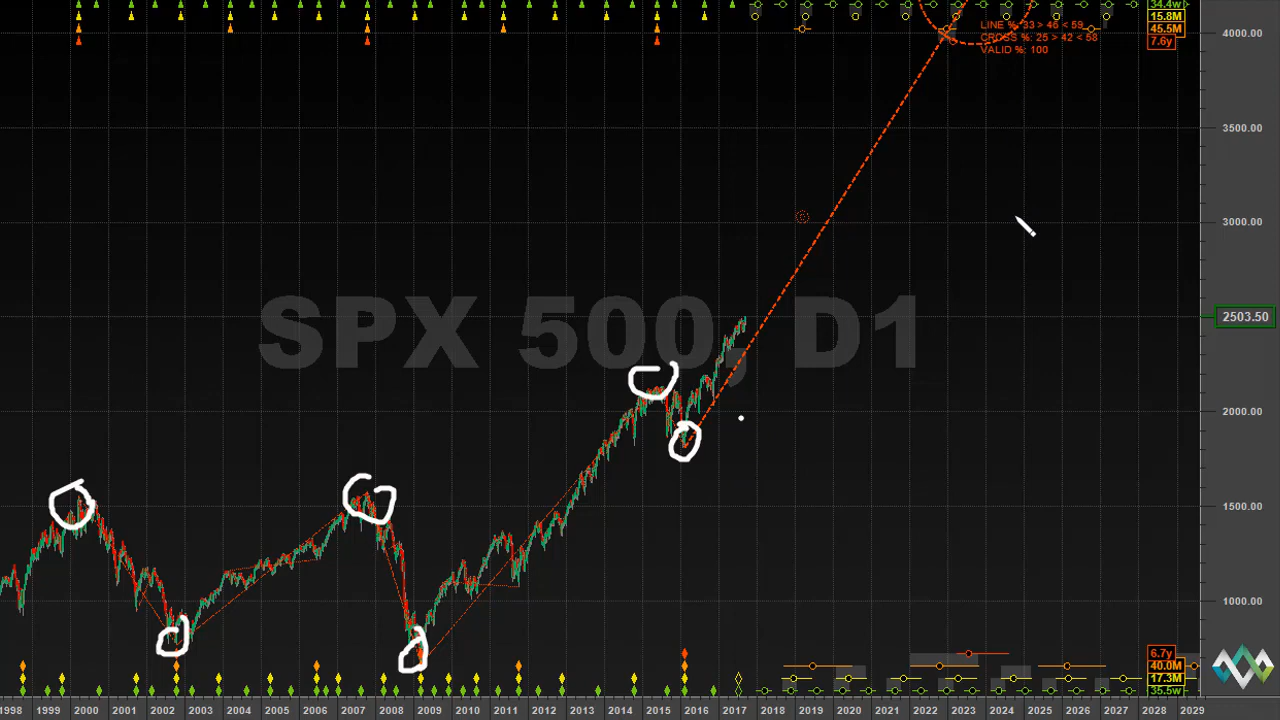 34.4w
15.8M
45.5M
7.6y
LINE %: 33 > 46 < 59
CROSS %: 25 > 42 < 58
VALID %: 100
4000.00
3500.00
3000.00
2503.50
2000.00
1500.00
1000.00
SPX 500, D1
6.7y
40.0M
17.3M
35.5w
1998 1999 2000 2001 2002 2003 2004 2005 2006 2007 2008 2009 2010 2011 2012 2013 2014 2015 2016 2017 2018 2019 2020 2021 2022 2023 2024 2025 2026 2027 2028 2029